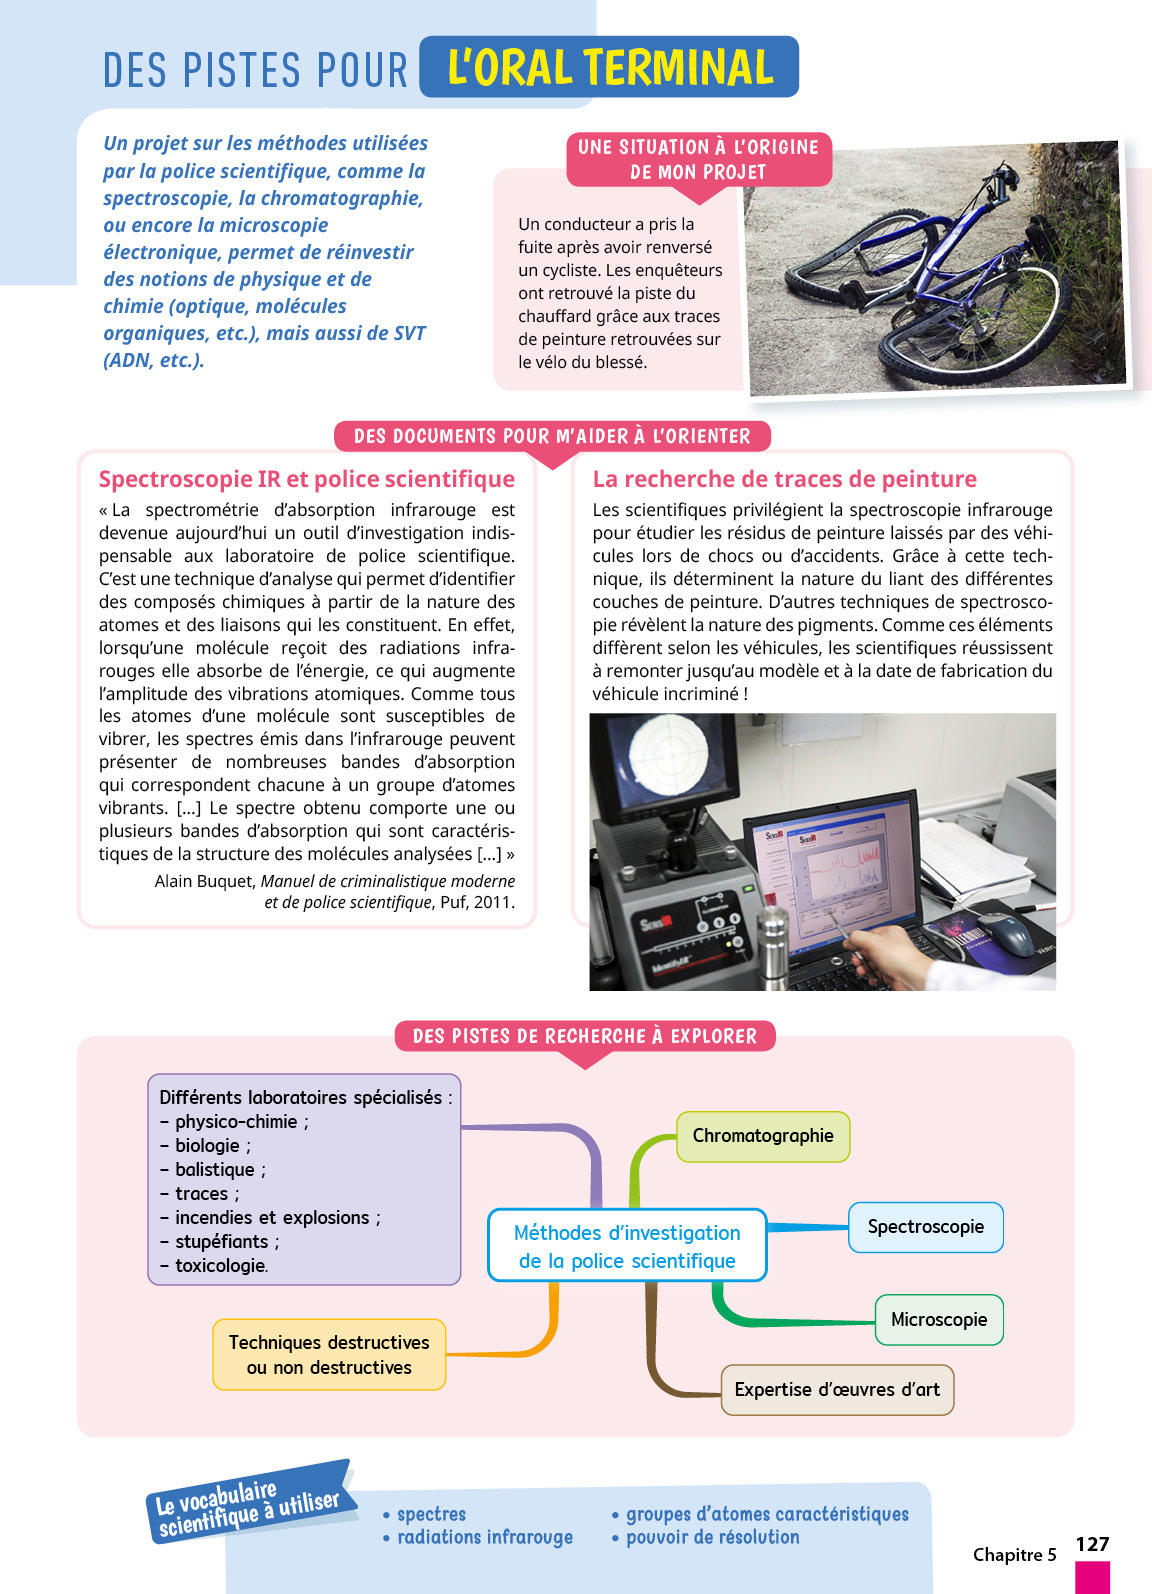 DES PISTES POUR L'ORAL TERMINAL
Un projet sur les méthodes utilisées
par la police scientifique, comme la
spectroscopie, la chromatographie,
ou encore la microscopie
électronique, permet de réinvestir
des notions de physique et de
chimie (optique, molécules
organiques, etc.), mais aussi de SVT
(ADN, etc.).
UNE SITUATION À L'ORIGINE
DE MON PROJET
Un conducteur a pris la
fuite après avoir renversé
un cycliste. Les enquêteurs
ont retrouvé la piste du
chauffard grâce aux traces
de peinture retrouvées sur
le vélo du blessé.
DES DOCUMENTS POUR M'AIDER À L'ORIENTER
Spectroscopie IR et police scientifique
« La spectrométrie d'absorption infrarouge est
devenue aujourd'hui un outil d'investigation indis-
pensable aux laboratoire de police scientifique.
C'est une technique d'analyse qui permet d'identifier
des composés chimiques à partir de la nature des
atomes et des liaisons qui les constituent. En effet,
lorsqu'une molécule reçoit des radiations infra-
rouges elle absorbe de l'énergie, ce qui augmente
l'amplitude des vibrations atomiques. Comme tous
les atomes d'une molécule sont susceptibles de
vibrer, les spectres émis dans l'infrarouge peuvent
présenter de nombreuses bandes d'absorption
qui correspondent chacune à un groupe d'atomes
vibrants. [...] Le spectre obtenu comporte une ou
plusieurs bandes d'absorption qui sont caractéris-
tiques de la structure des molécules analysées [...] »
Alain Buquet, Manuel de criminalistique moderne
et de police scientifique, Puf, 2011.
La recherche de traces de peinture
Les scientifiques privilégient la spectroscopie infrarouge
pour étudier les résidus de peinture laissés par des véhi-
cules lors de chocs ou d'accidents. Grâce à cette tech-
nique, ils déterminent la nature du liant des différentes
couches de peinture. D'autres techniques de spectrosco-
pie révèlent la nature des pigments. Comme ces éléments
diffèrent selon les véhicules, les scientifiques réussissent
à remonter jusqu'au modèle et à la date de fabrication du
véhicule incriminé !
SensIR
SensIR
SensIR
IdentifyIR
DES PISTES DE RECHERCHE À EXPLORER
Différents laboratoires spécialisés :
– physico-chimie ;
– biologie ;
– balistique ;
– traces ;
– incendies et explosions ;
– stupéfiants ;
– toxicologie.
Chromatographie
Spectroscopie
Méthodes d'investigation
de la police scientifique
Microscopie
Techniques destructives
ou non destructives
Expertise d'œuvres d'art
Le vocabulaire
scientifique à utiliser
• spectres
• radiations infrarouge
• groupes d'atomes caractéristiques
• pouvoir de résolution
Chapitre 5
127